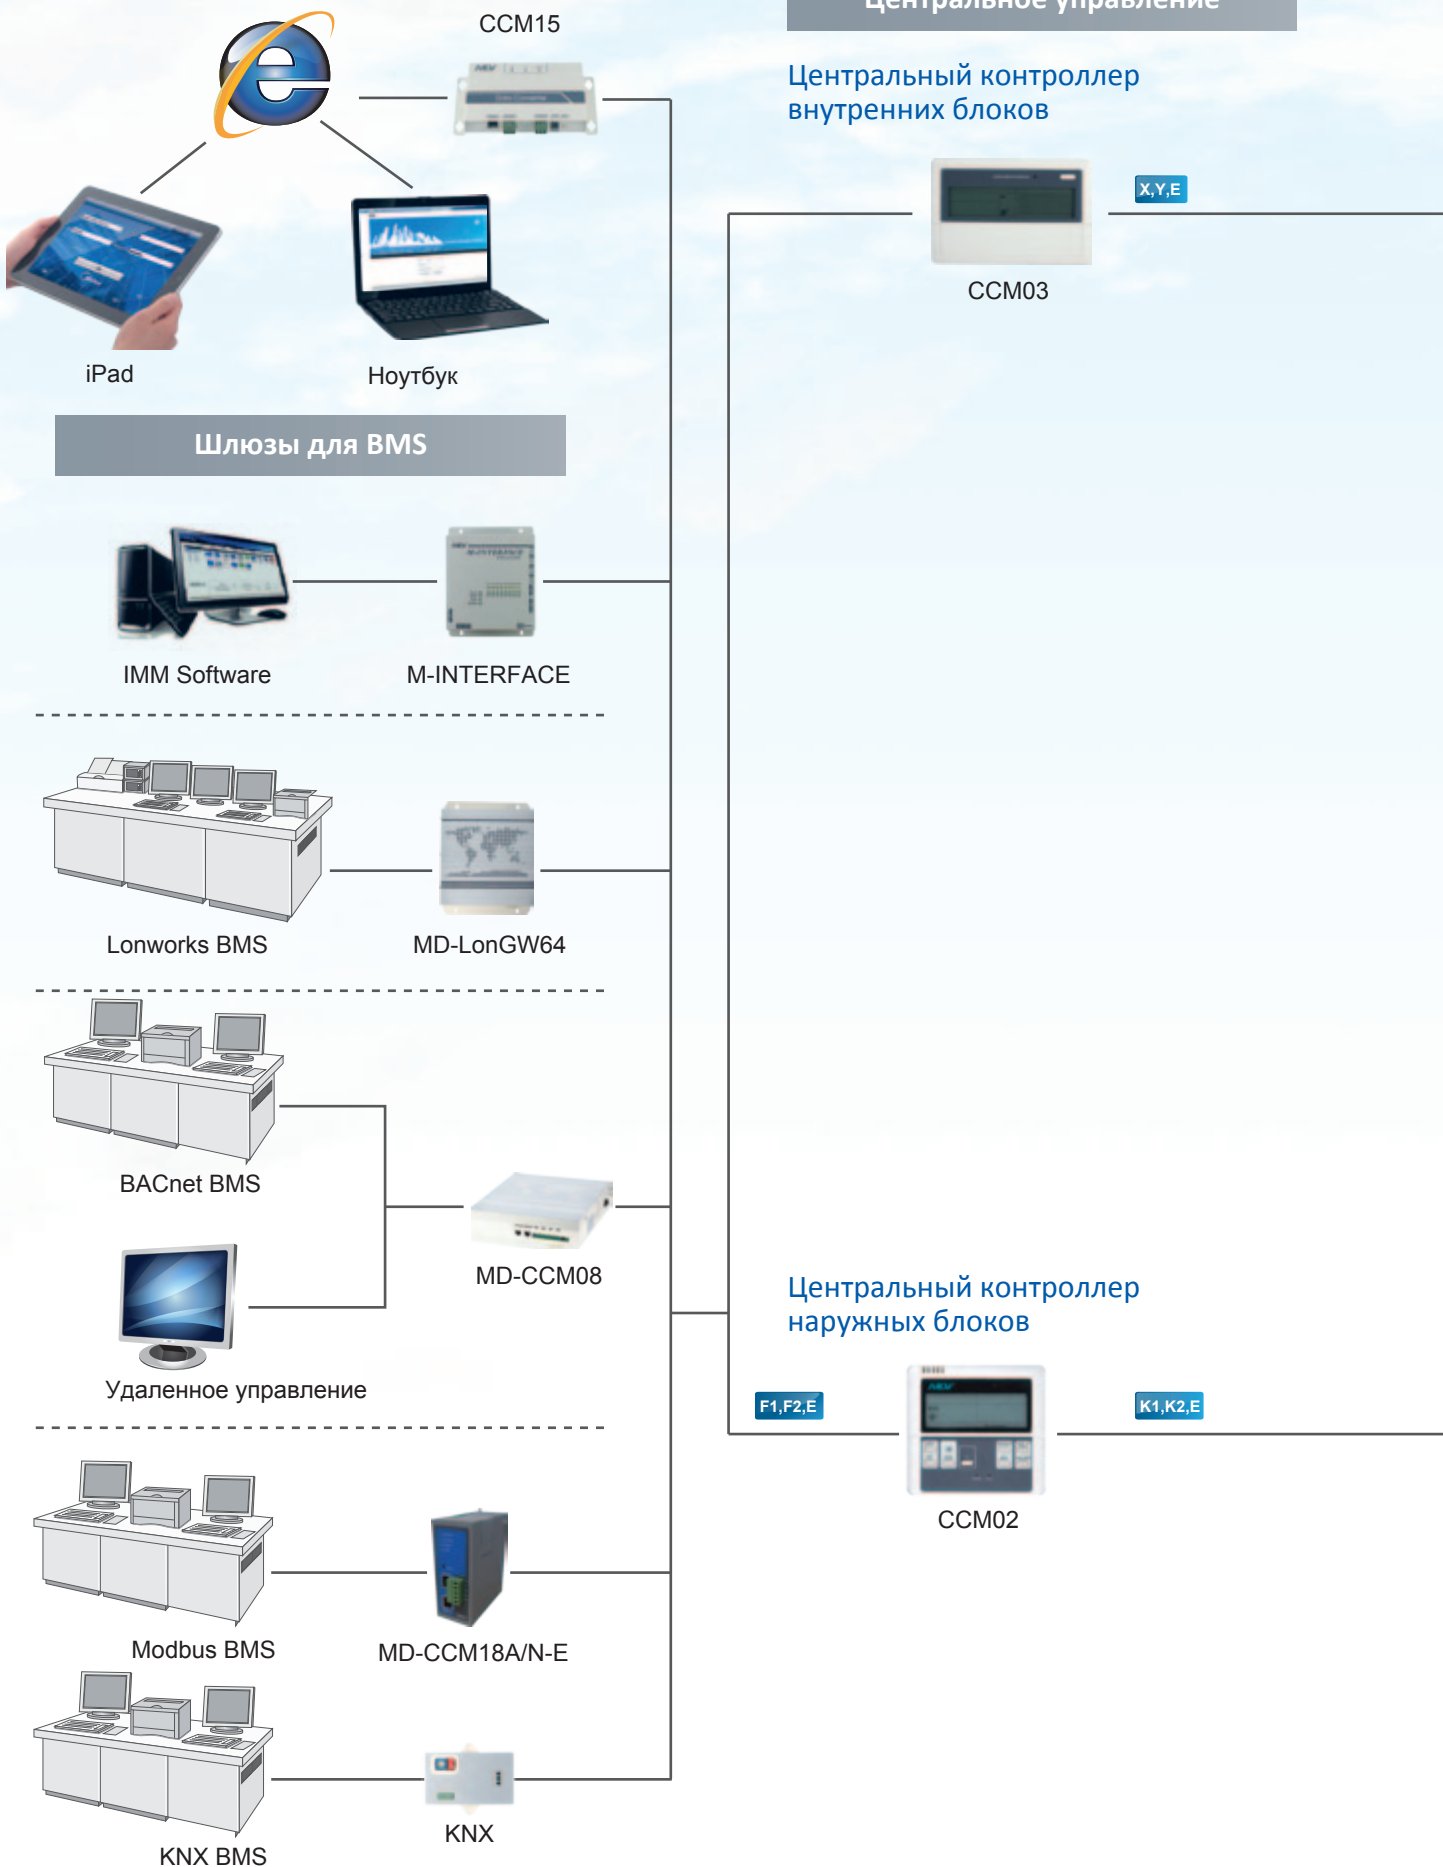 CCM15
iPad
Ноутбук
Шлюзы для BMS
IMM Software
M-INTERFACE
Lonworks BMS
MD-LonGW64
BACnet BMS
MD-CCM08
Удаленное управление
Modbus BMS
MD-CCM18A/N-E
KNX BMS
KNX
Центральное управление
Центральный контроллер
внутренних блоков
X,Y,E
CCM03
Центральный контроллер
наружных блоков
F1,F2,E
K1,K2,E
CCM02